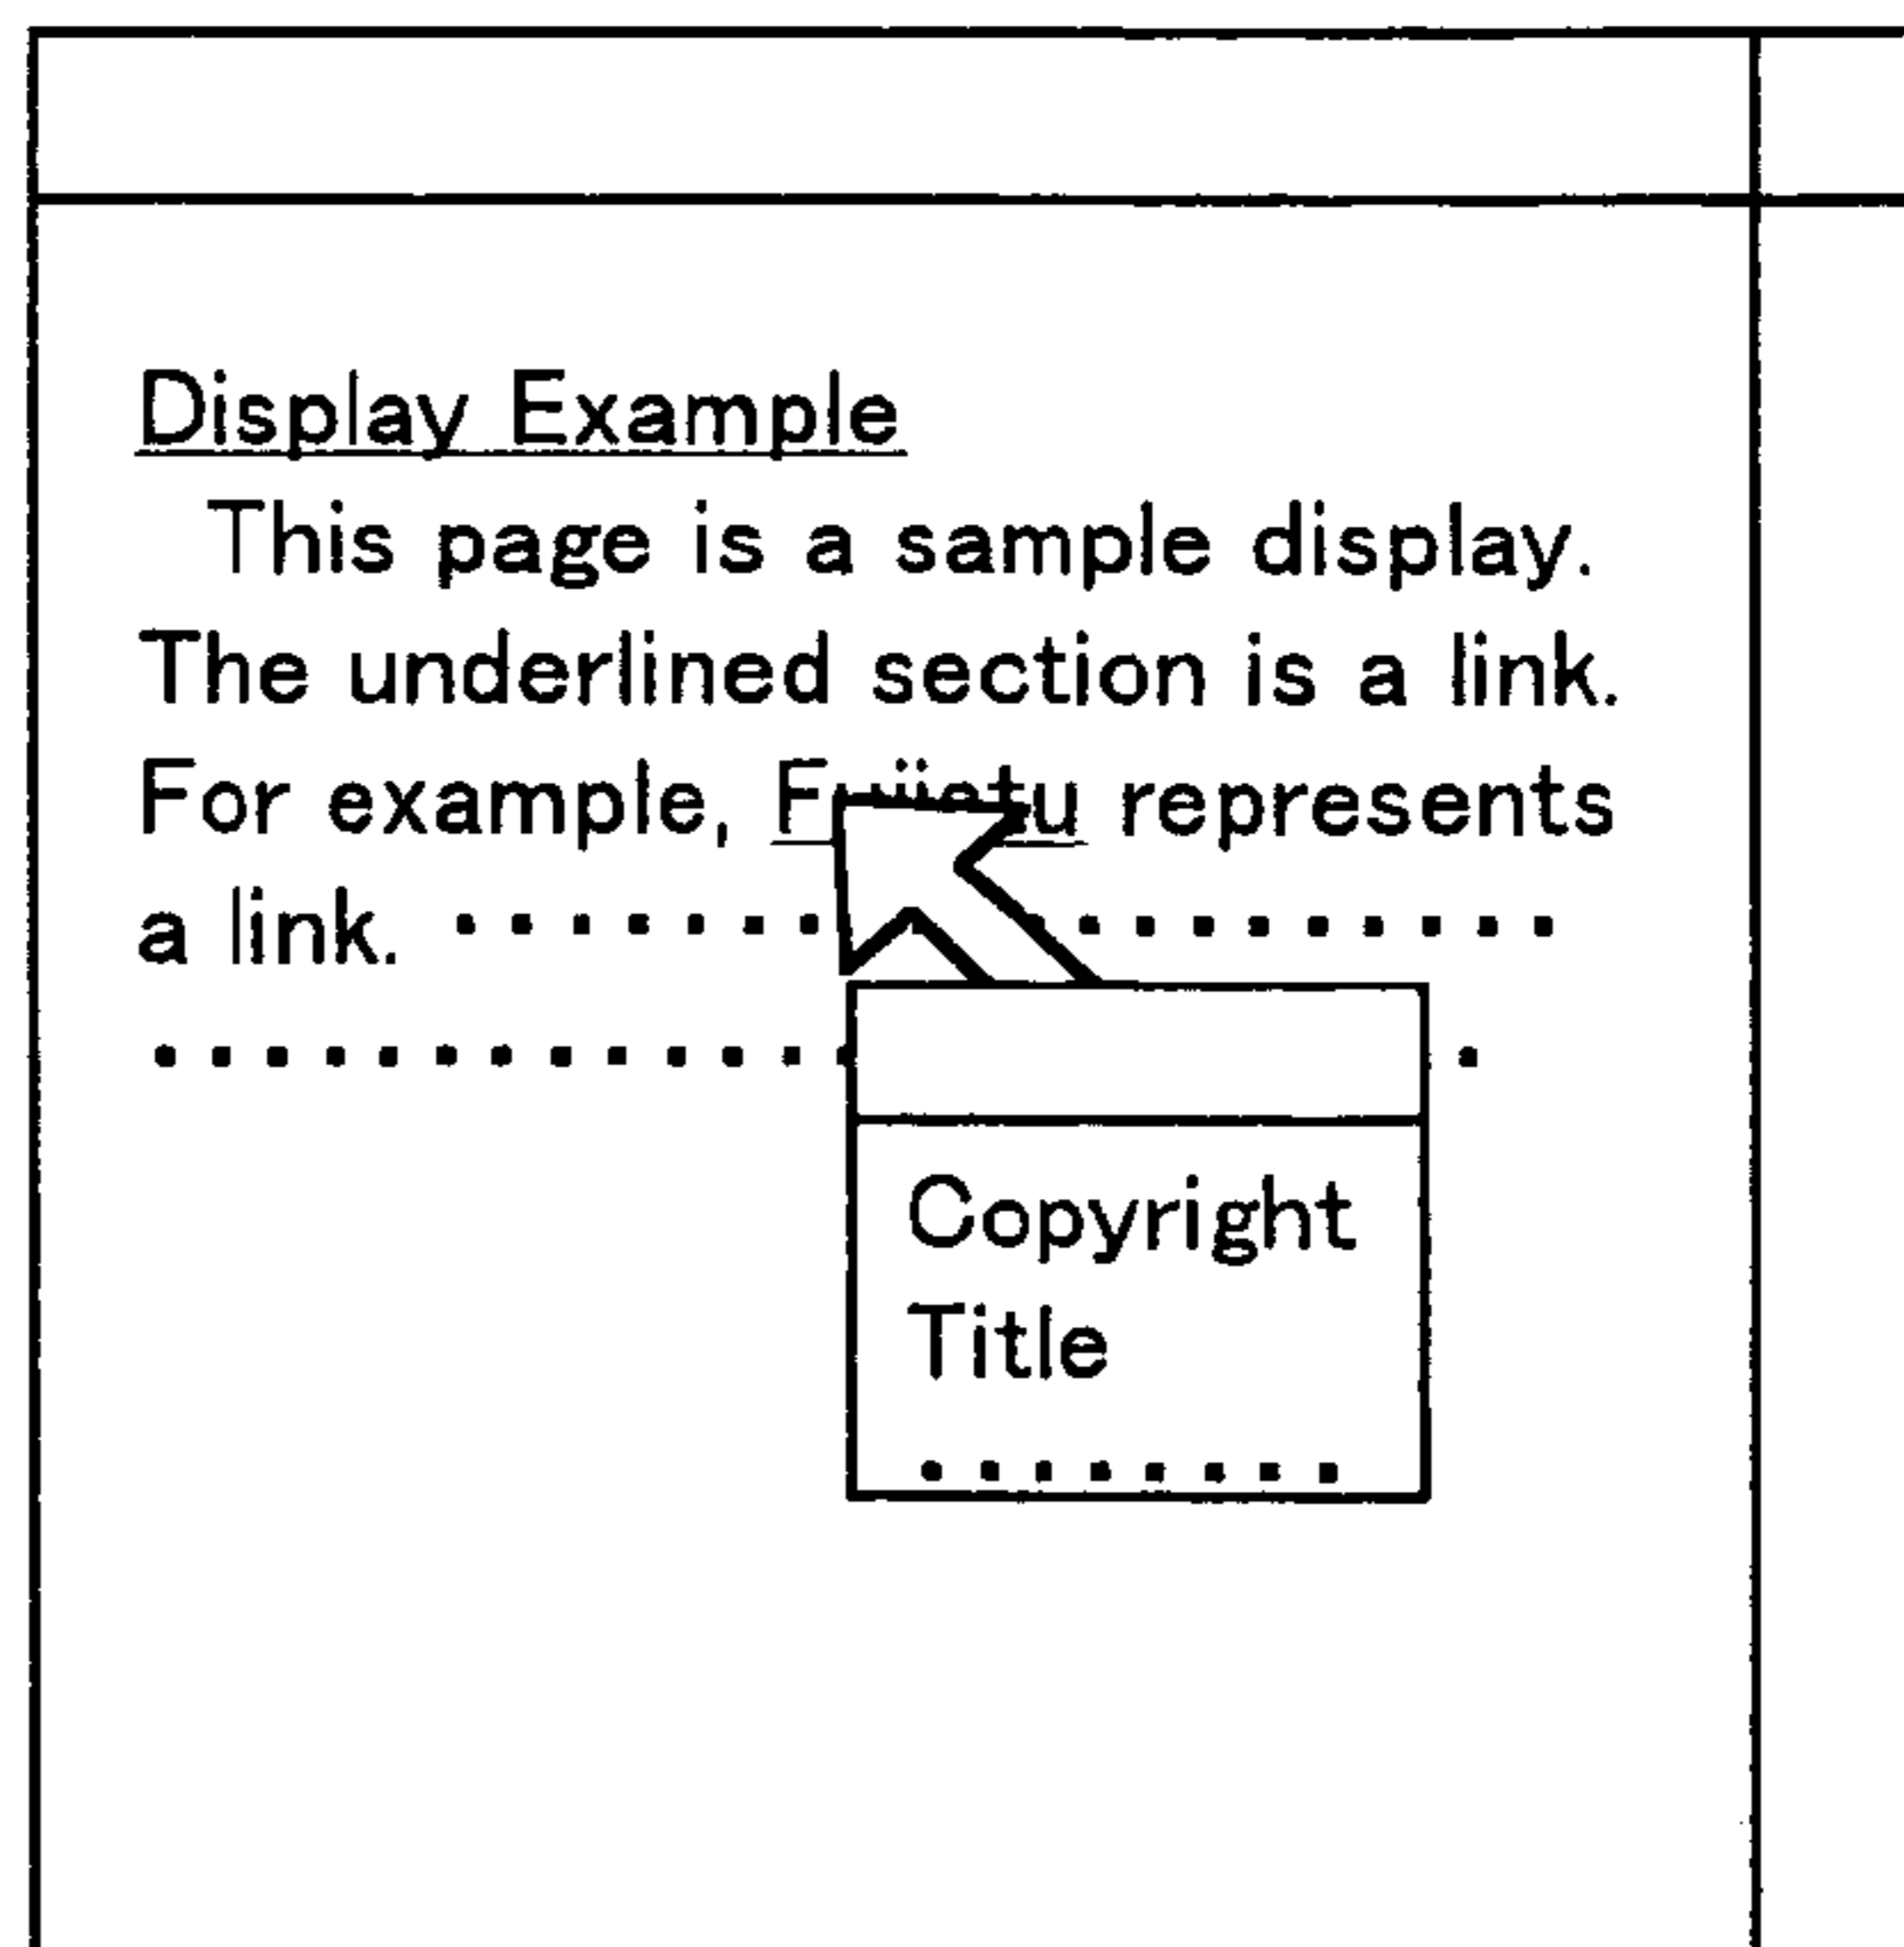 Display Example
This page is a sample display.
The underlined section is a link.
For example, represents
a link.
Copyright
Title